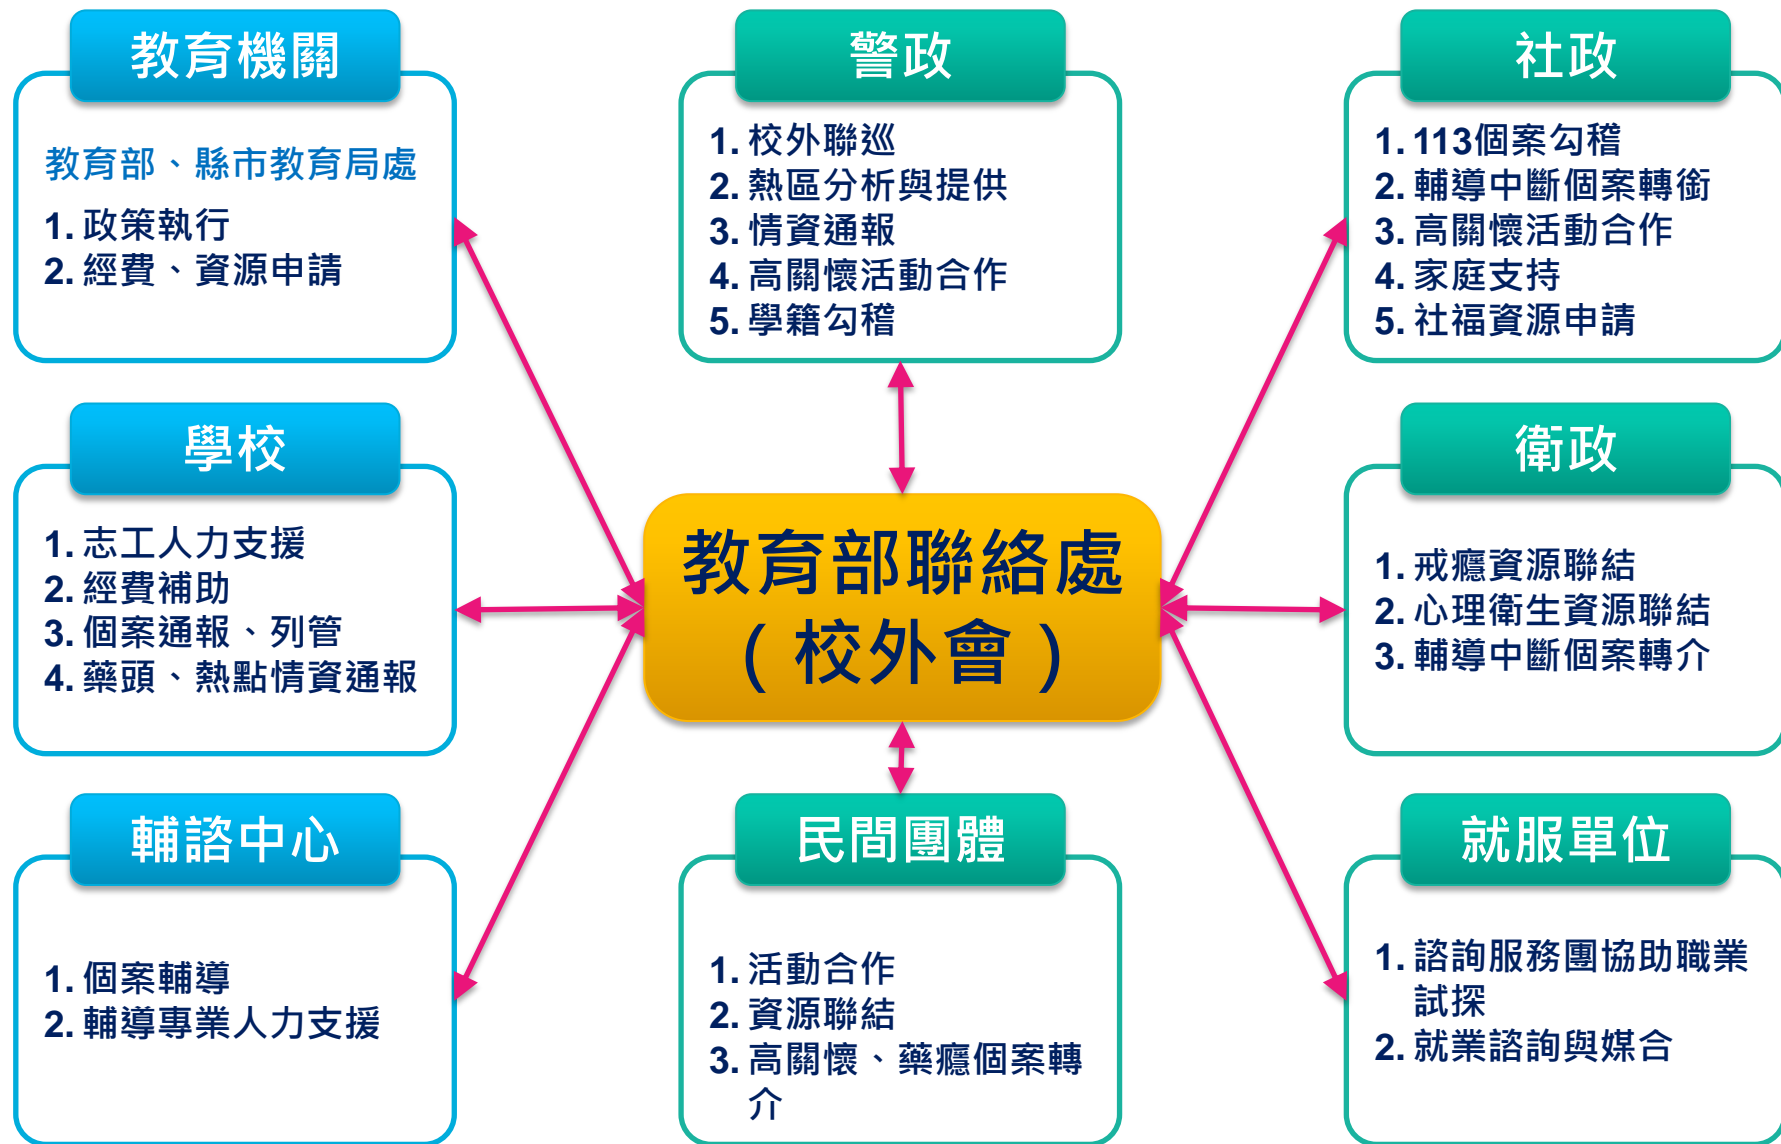 教育機關
教育部、縣市教育局處
1. 政策執行
2. 經費、資源申請
警政
1. 校外聯巡
2. 熱區分析與提供
3. 情資通報
4. 高關懷活動合作
5. 學籍勾稽
社政
1. 113個案勾稽
2. 輔導中斷個案轉銜
3. 高關懷活動合作
4. 家庭支持
5. 社福資源申請
學校
1. 志工人力支援
2. 經費補助
3. 個案通報、列管
4. 藥頭、熱點情資通報
教育部聯絡處
（校外會）
衛政
1. 戒癮資源聯結
2. 心理衛生資源聯結
3. 輔導中斷個案轉介
輔諮中心
1. 個案輔導
2. 輔導專業人力支援
民間團體
1. 活動合作
2. 資源聯結
3. 高關懷、藥癮個案轉
介
就服單位
1. 諮詢服務團協助職業
試探
2. 就業諮詢與媒合